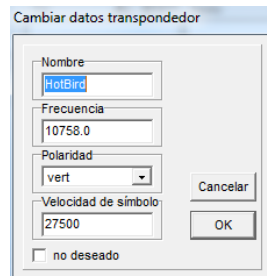 Cambiar datos transpondedor
Nombre
HotBird
Frecuencia
10758.0
Polaridad
vert
Cancelar
Velocidad de símbolo
27500
OK
no deseado